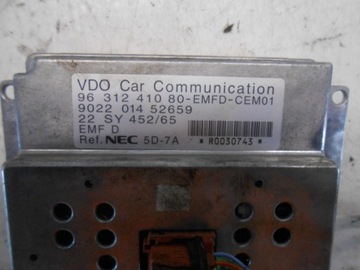 VDO Car Communication
96 312 410 80-EMFD-CEM01
9022 014 52659
22 SY 452/65
EMF D
Ref. NEC 5D-7A * R0030743 *